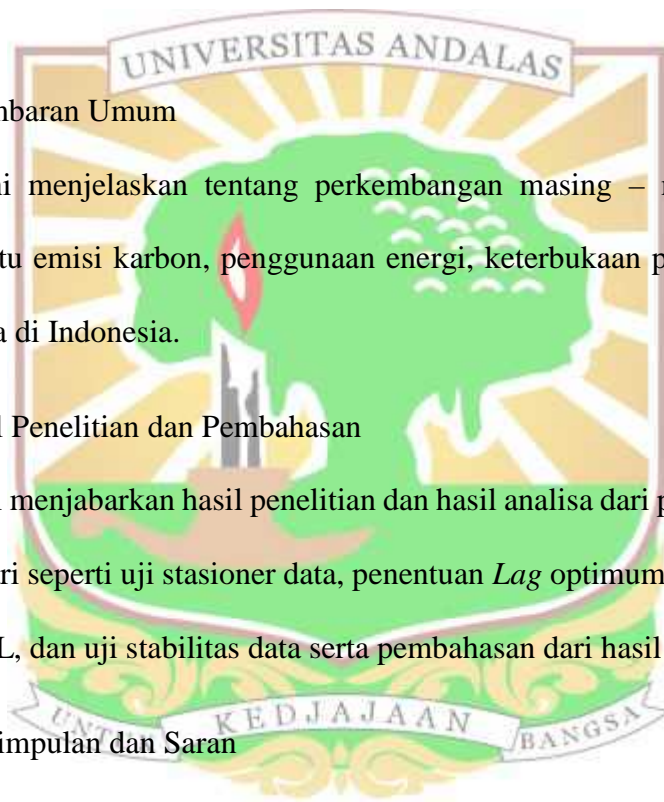 UNIVERSITAS ANDALAS
mbaran Umum
ni menjelaskan tentang perkembangan masing –
tu emisi karbon, penggunaan energi, keterbukaan p
a di Indonesia.
l Penelitian dan Pembahasan
i menjabarkan hasil penelitian dan hasil analisa dari p
ri seperti uji stasioner data, penentuan Lag optimum
L, dan uji stabilitas data serta pembahasan dari hasil
UNTUK KEDJAJAAN BANGSA
impulan dan Saran